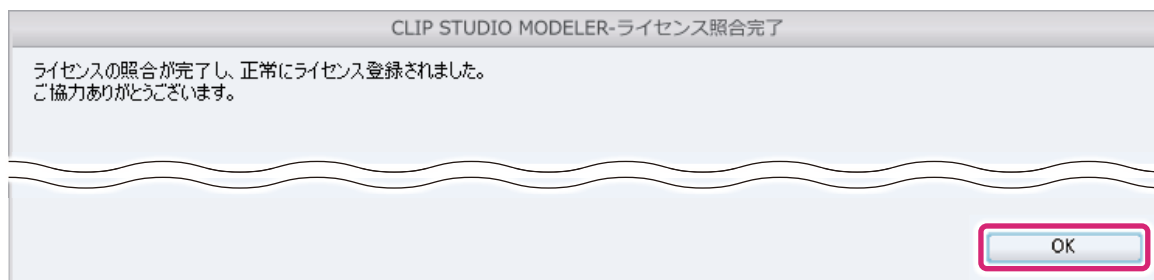 CLIP STUDIO MODELER-ライセンス照合完了
ライセンスの照合が完了し、正常にライセンス登録されました。
ご協力ありがとうございます。
OK